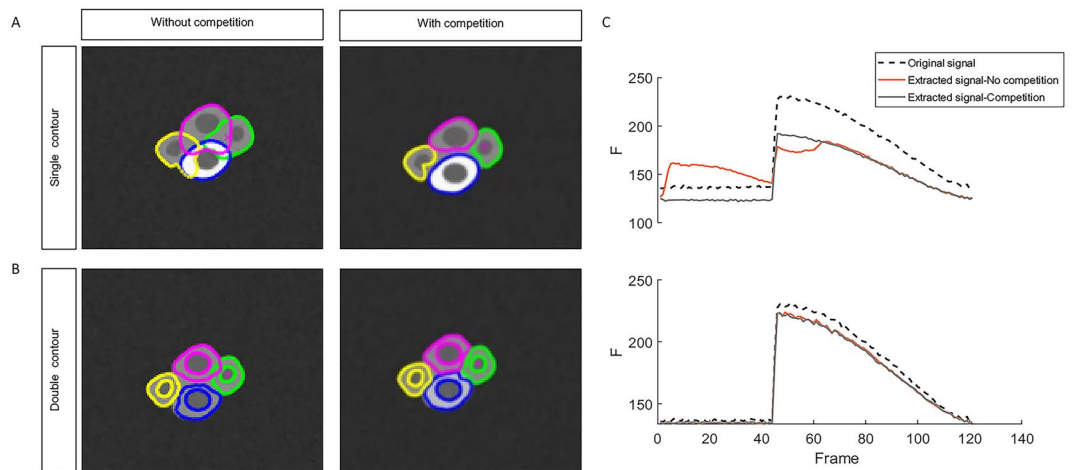 A
Without competition
With competition
C
Single contour
Original signal
Extracted signal-No competition
Extracted signal-Competition
250
200
150
100
F
B
Double contour
250
200
150
F
0
20
40
60
80
100
120
140
Frame